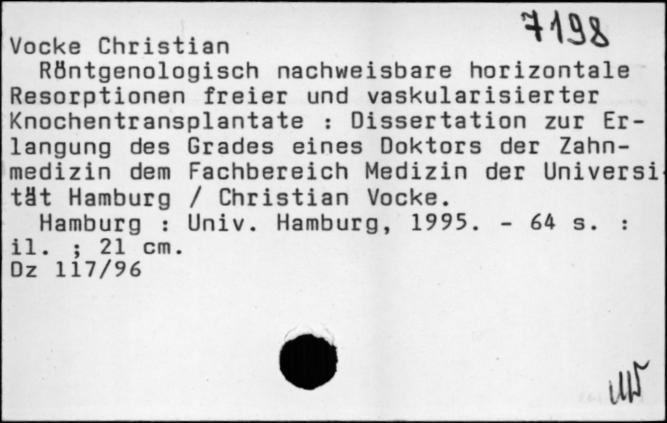 7198
Vocke Christian
Röntgenologisch nachweisbare horizontale
Resorptionen freier und vaskularisierter
Knochentransplantate : Dissertation zur Er-
langung des Grades eines Doktors der Zahn-
medizin dem Fachbereich Medizin der Universi-
tät Hamburg / Christian Vocke.
Hamburg : Univ. Hamburg, 1995. - 64 s. :
il. ; 21 cm.
Dz 117/96